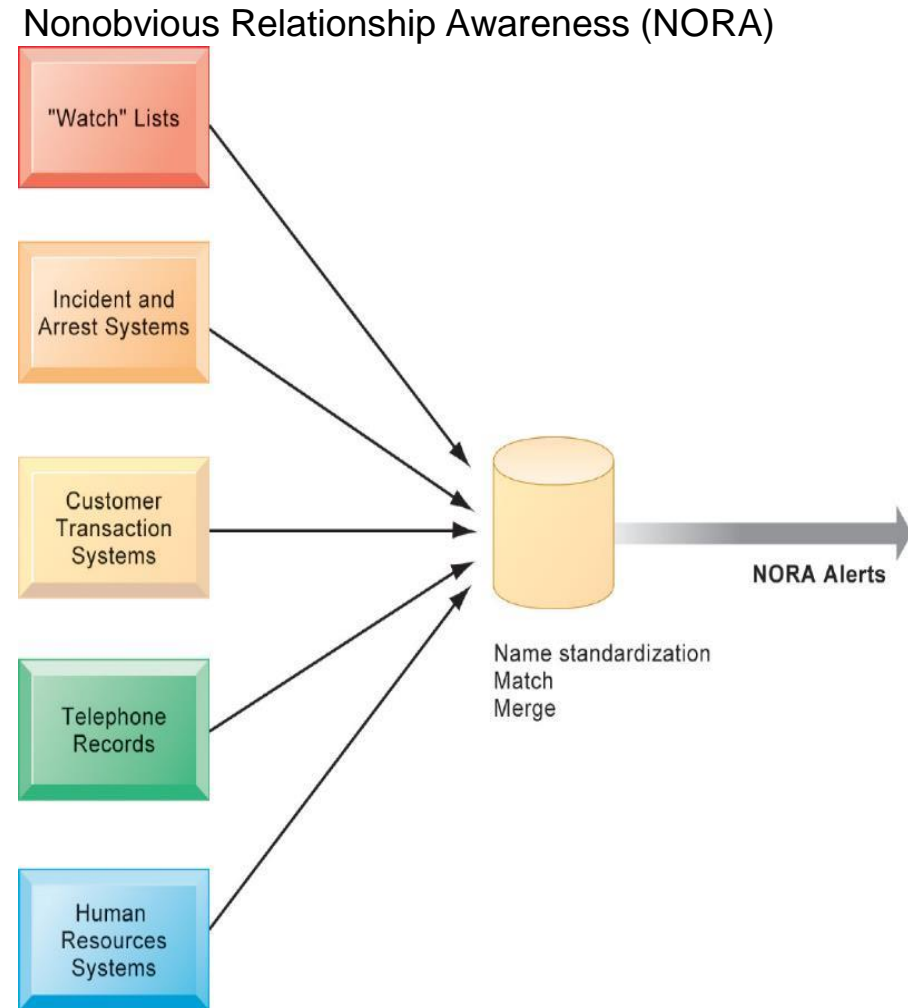 Nonobvious Relationship Awareness (NORA)
"Watch" Lists
Incident and
Arrest Systems
Customer
Transaction
Systems
Telephone
Records
Human
Resources
Systems
Name standardization
Match
Merge
NORA Alerts